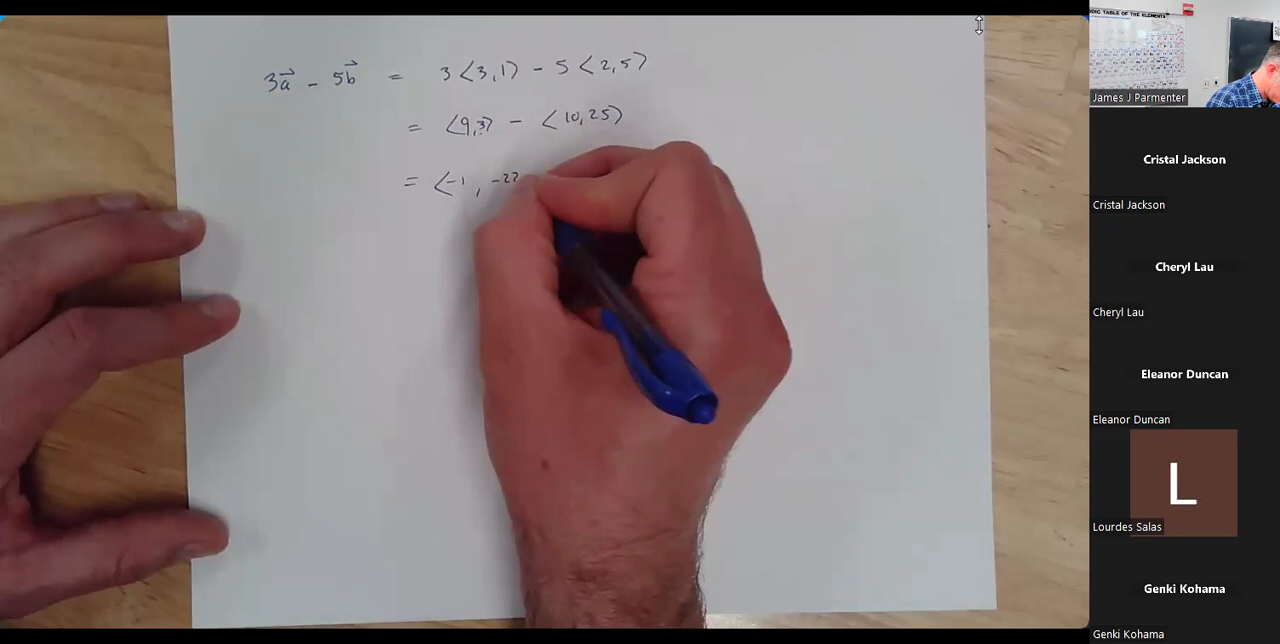 3a⃗ - 5b⃗ = 3⟨3,1⟩ - 5⟨2,5⟩
= ⟨9,3⟩ - ⟨10,25⟩
= ⟨-1, -22
PERIODIC TABLE OF THE ELEMENTS
James J Parmenter
Cristal Jackson
Cristal Jackson
Cheryl Lau
Cheryl Lau
Eleanor Duncan
Eleanor Duncan
L
Lourdes Salas
Genki Kohama
Genki Kohama